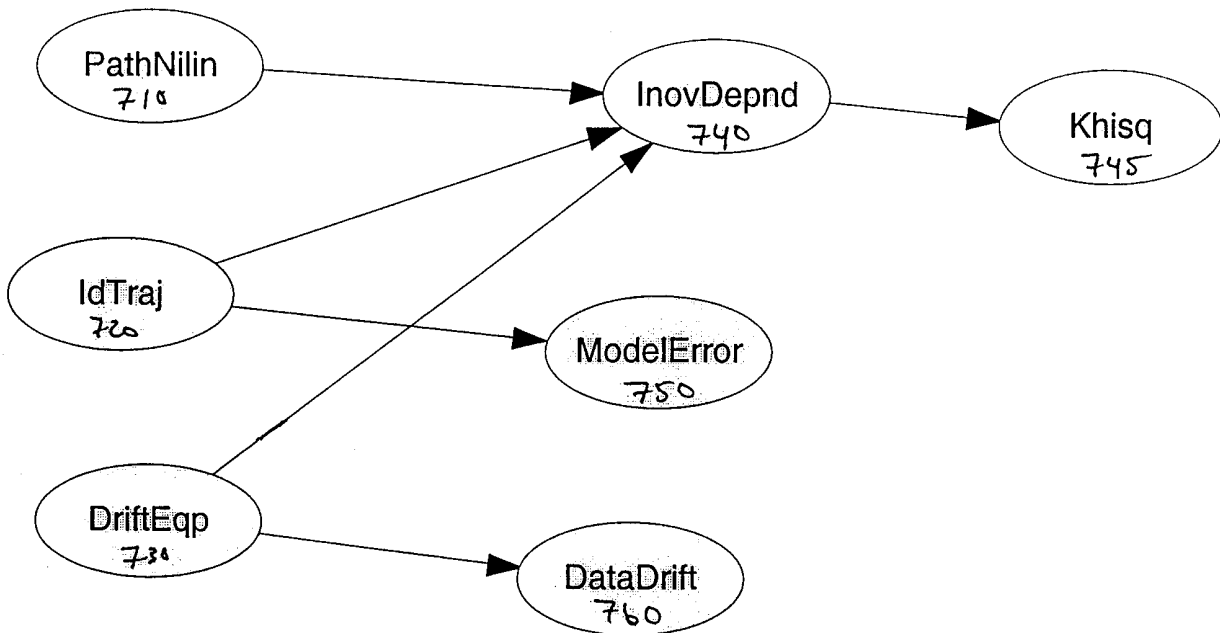 PathNilin
710
InovDepnd
740
Khisq
745
IdTraj
720
ModelError
750
DriftEqp
730
DataDrift
760